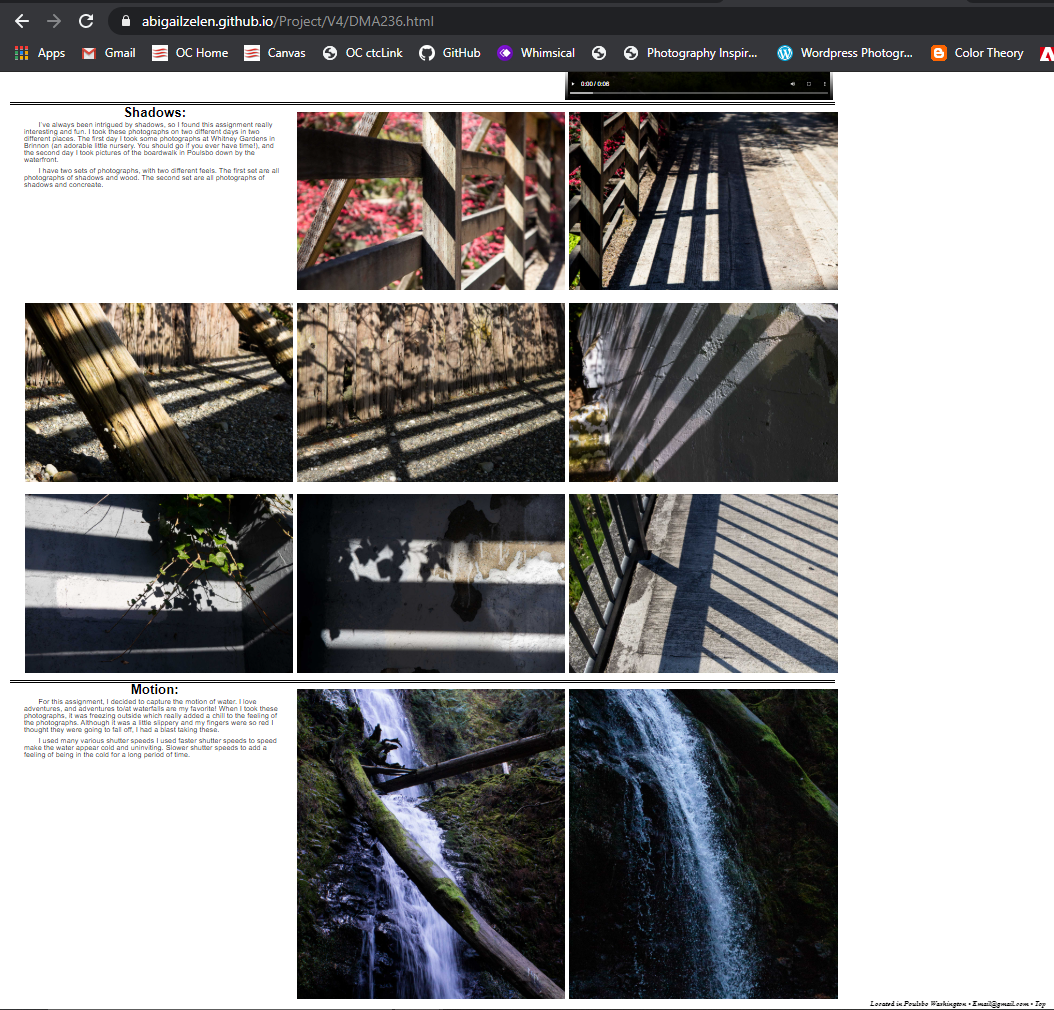 abigailzelen.github.io/Project/V4/DMA236.html
Apps Gmail OC Home Canvas OC ctcLink GitHub Whimsical Photography Inspir... Wordpress Photogr... Color Theory
0:00 / 0:06
Shadows:
I've always been intrigued by shadows, so I found this assignment really
interesting and fun. I took these photographs on two different days in two
different places. The first day I took some photographs at Whitney Gardens in
Brinnon (an adorable little nursery. You should go if you ever have time!), and
the second day I took pictures of the boardwalk in Poulsbo down by the
waterfront.
I have two sets of photographs, with two different feels. The first set are all
photographs of shadows and wood. The second set are all photographs of
shadows and concreate.
Motion:
For this assignment, I decided to capture the motion of water. I love
adventures, and adventures to/at waterfalls are my favorite! When I took these
photographs, it was freezing outside which really added a chill to the feeling of
the photographs. Although it was a little slippery and my fingers were so red I
thought they were going to fall off, I had a blast taking these.
I used many various shutter speeds I used faster shutter speeds to speed
make the water appear cold and uninviting. Slower shutter speeds to add a
feeling of being in the cold for a long period of time.
Located in Poulsbo Washington • Email@gmail.com • Top